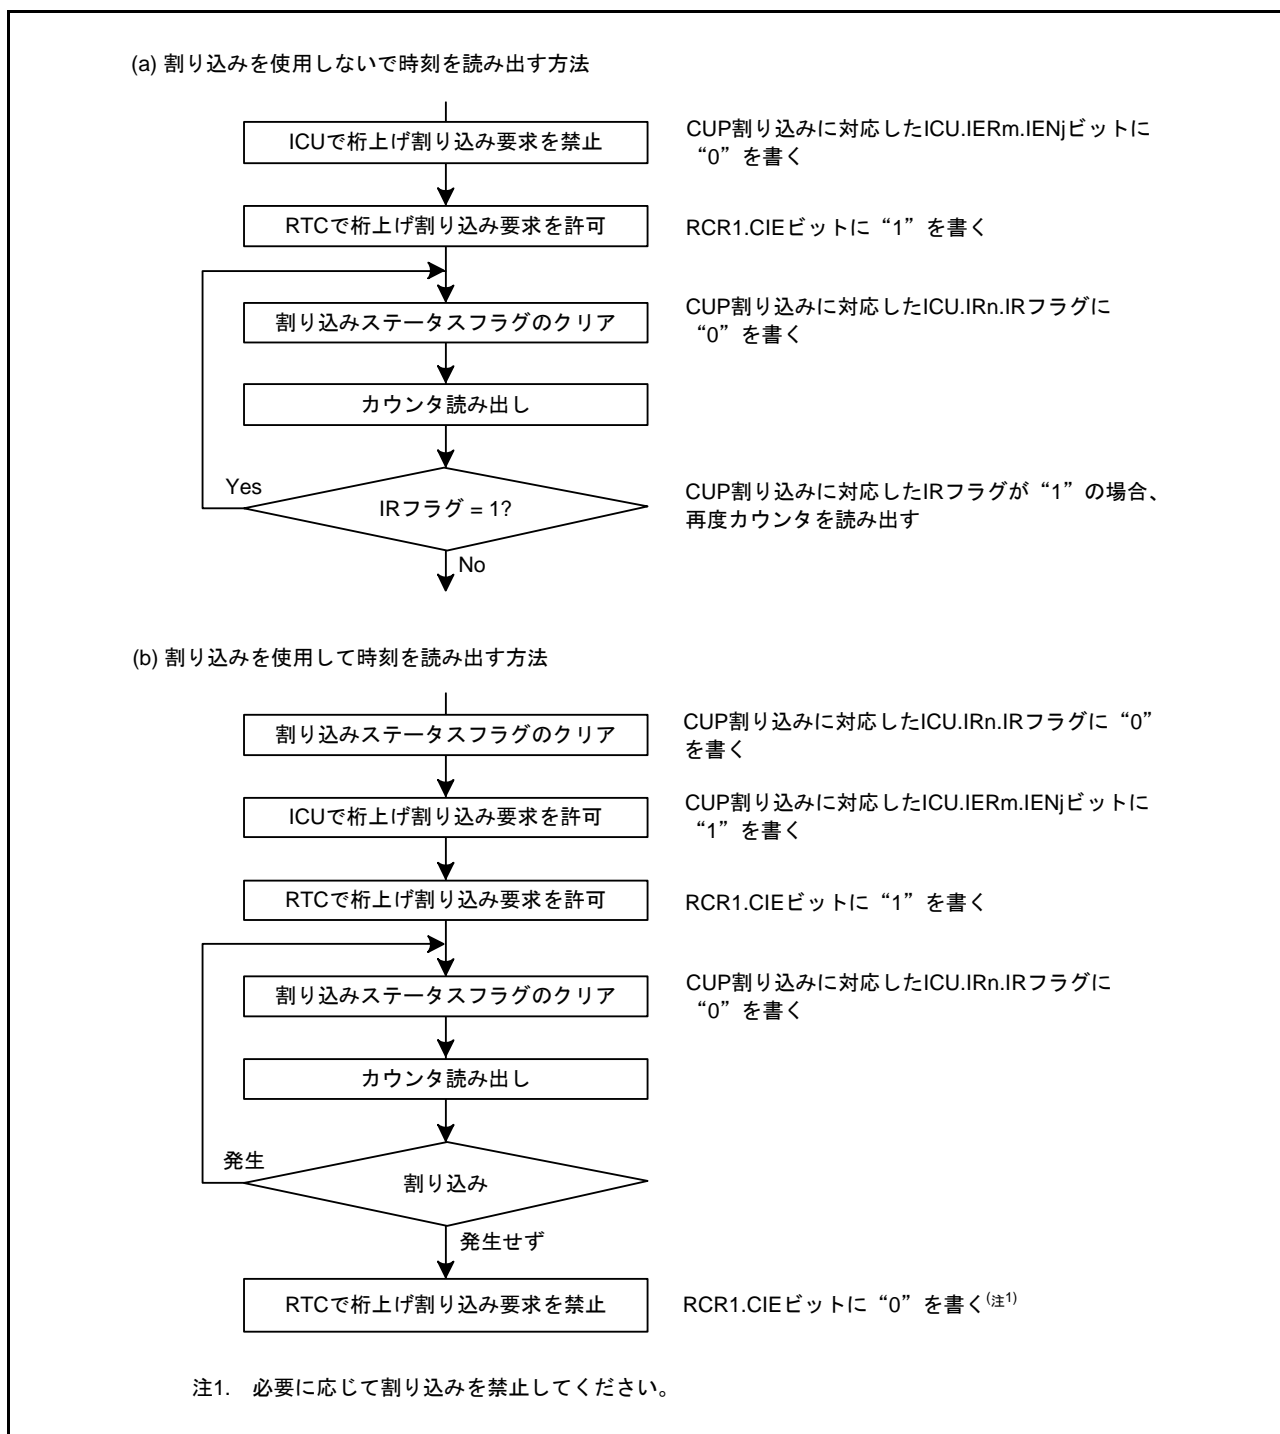 (a) 割り込みを使用しないで時刻を読み出す方法
ICUで桁上げ割り込み要求を禁止
CUP割り込みに対応したICU.IERm.IENjビットに
“0”を書く
RTCで桁上げ割り込み要求を許可
RCR1.CIEビットに“1”を書く
割り込みステータスフラグのクリア
CUP割り込みに対応したICU.IRn.IRフラグに
“0”を書く
カウンタ読み出し
Yes
IRフラグ = 1?
CUP割り込みに対応したIRフラグが“1”の場合、
再度カウンタを読み出す
No
(b) 割り込みを使用して時刻を読み出す方法
割り込みステータスフラグのクリア
CUP割り込みに対応したICU.IRn.IRフラグに“0”
を書く
ICUで桁上げ割り込み要求を許可
CUP割り込みに対応したICU.IERm.IENjビットに
“1”を書く
RTCで桁上げ割り込み要求を許可
RCR1.CIEビットに“1”を書く
割り込みステータスフラグのクリア
CUP割り込みに対応したICU.IRn.IRフラグに
“0”を書く
カウンタ読み出し
発生
割り込み
発生せず
RTCで桁上げ割り込み要求を禁止
RCR1.CIEビットに“0”を書く(注1)
注1. 必要に応じて割り込みを禁止してください。